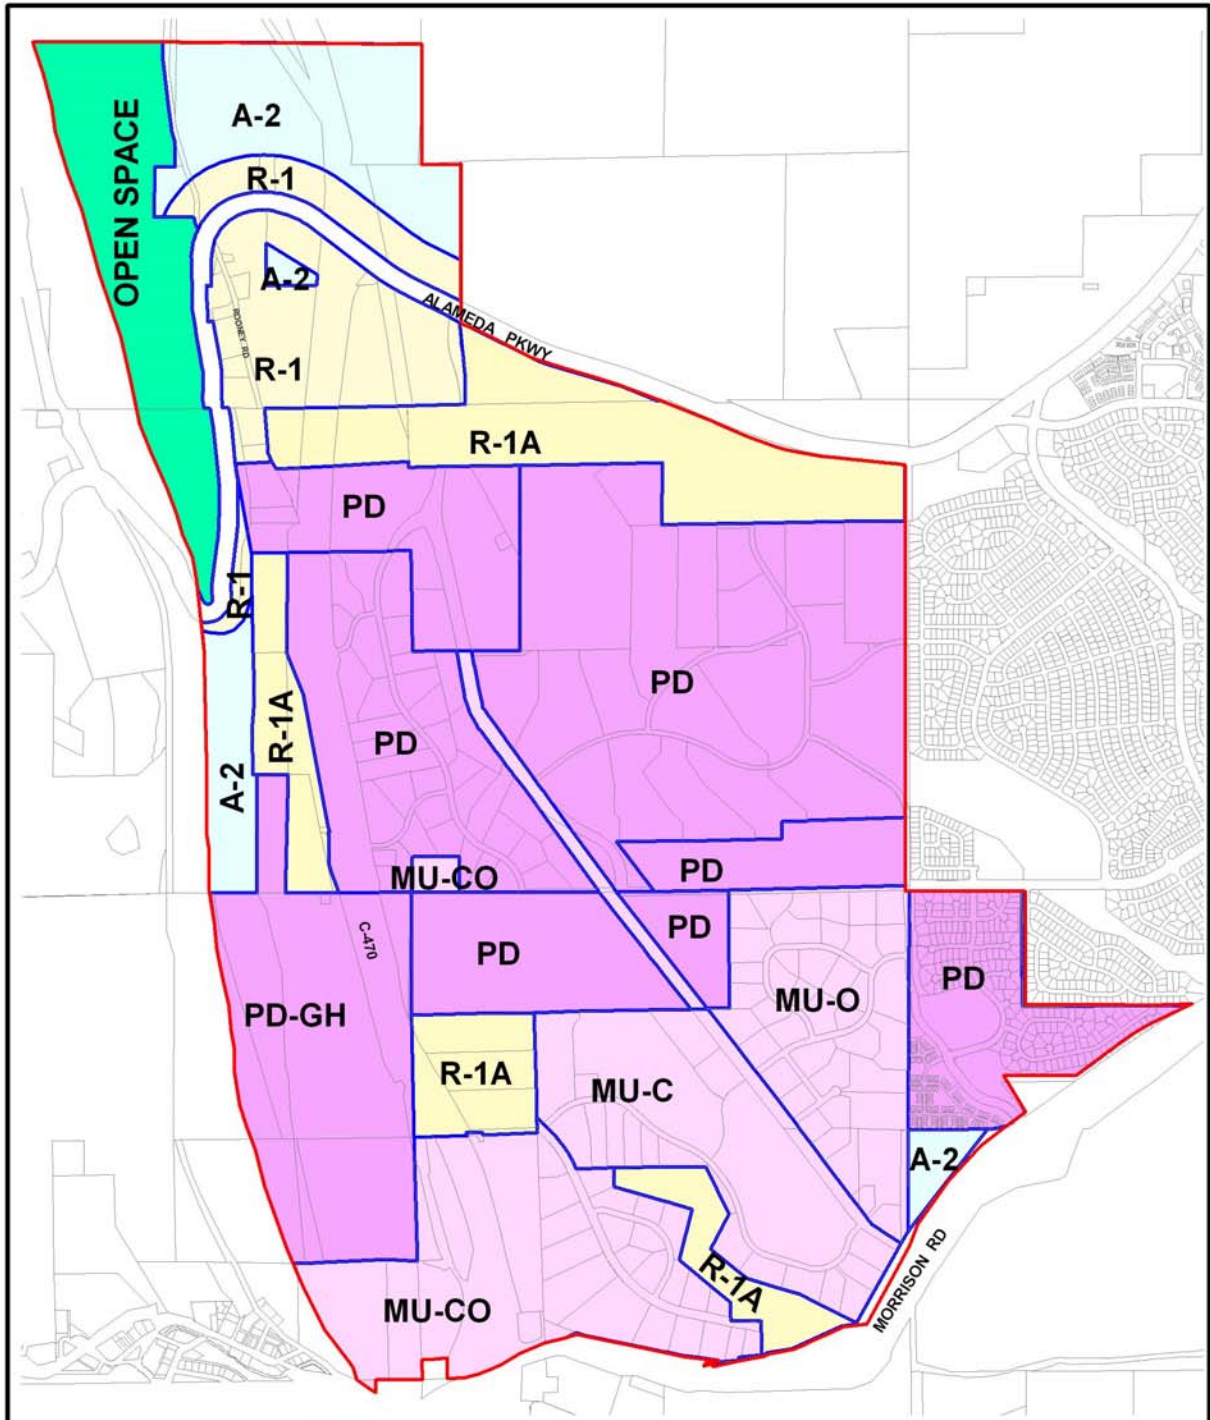 A-2
OPEN SPACE
R-1
A-2
ALAMEDA PKWY
ROONEY RD
R-1
R-1A
PD
R-1
PD
R-1A
PD
A-2
MU-CO
PD
PD
C-470
PD
PD
MU-O
PD-GH
R-1A
MU-C
A-2
R-1A
MORRISON RD
MU-CO